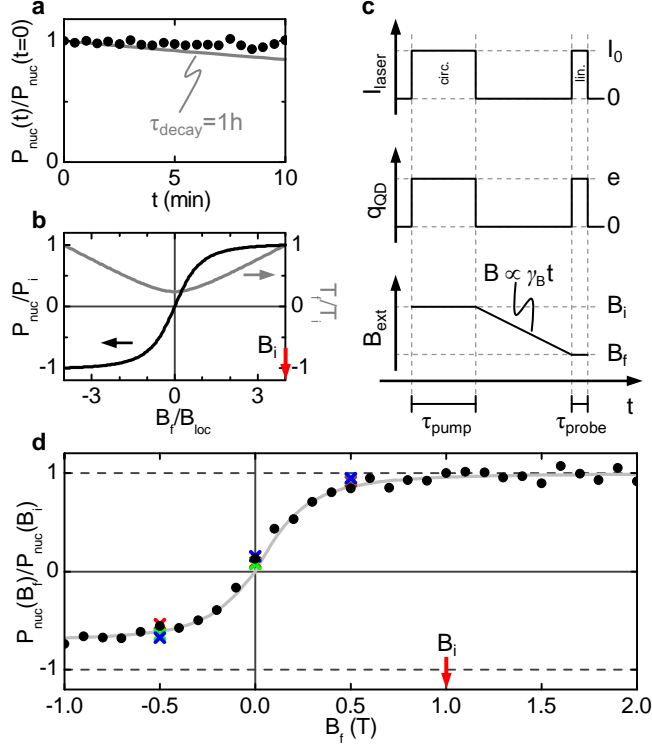 a
P_nuc(t)/P_nuc(t=0)
1
0
τ_decay=1h
0
5
10
t (min)
b
P_nuc/P_i
1
0
-1
1
0
-1
T_f/T_i
B_i
-3
0
3
B_f/B_loc
c
I_laser
circ.
lin.
I_0
0
q_QD
e
0
B_ext
B ∝ γ_B t
B_i
B_f
t
τ_pump
τ_probe
d
P_nuc(B_f)/P_nuc(B_i)
1
0
-1
B_i
-1.0
-0.5
0.0
0.5
1.0
1.5
2.0
B_f (T)